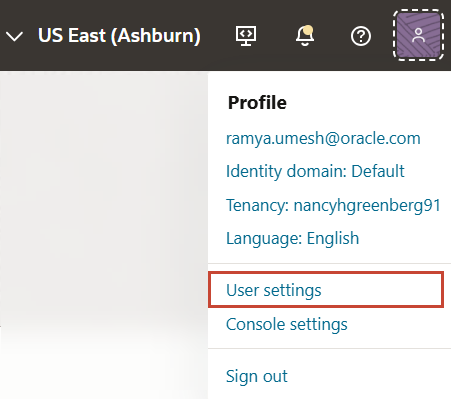 US East (Ashburn)
Profile
ramya.umesh@oracle.com
Identity domain: Default
Tenancy: nancyhgreenberg91
Language: English
User settings
Console settings
Sign out